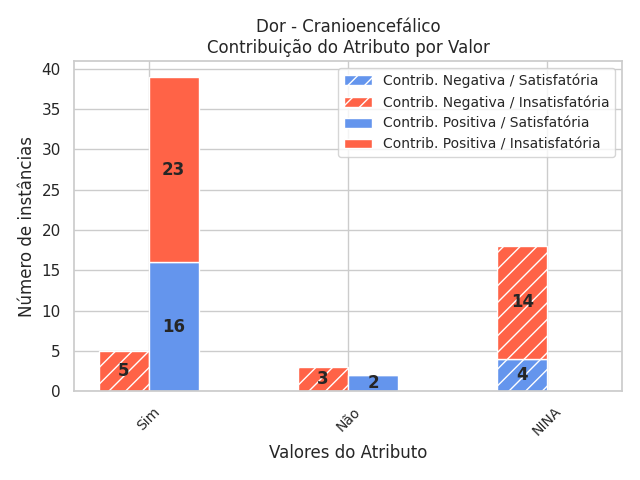 Dor - Cranioencefálico
Contribuição do Atributo por Valor
Contrib. Negativa / Satisfatória
Contrib. Negativa / Insatisfatória
Contrib. Positiva / Satisfatória
Contrib. Positiva / Insatisfatória
Número de instâncias
40
35
30
25
20
15
10
5
0
5
23
16
3
2
14
4
Sim
Não
NINA
Valores do Atributo